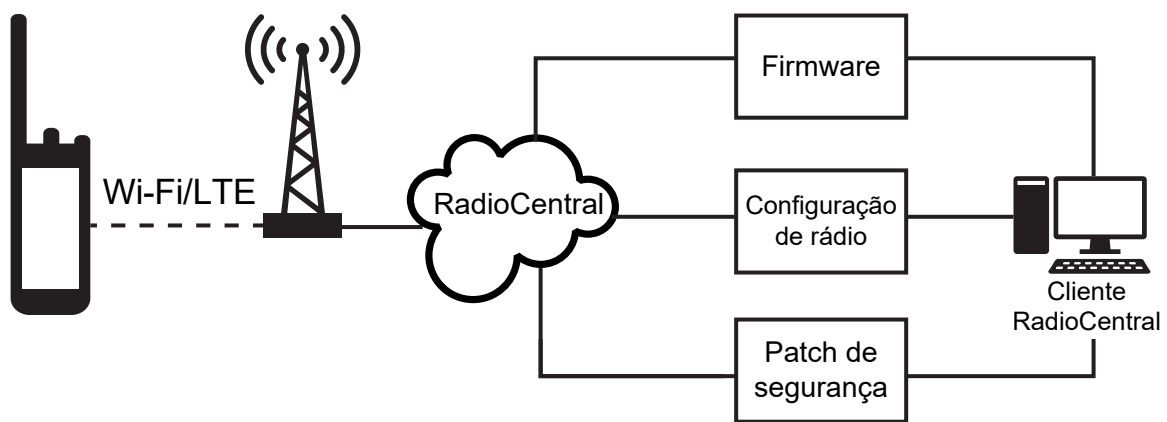 Firmware
Wi-Fi/LTE
RadioCentral
Configuração
de rádio
Cliente
RadioCentral
Patch de
segurança